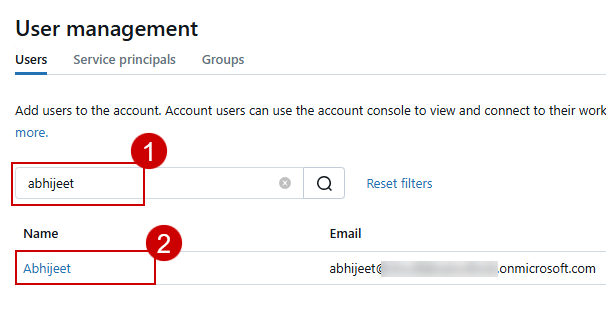 User management
Users Service principals Groups
Add users to the account. Account users can use the account console to view and connect to their work
more.
1
abhijeet Reset filters
Name Email
2
Abhijeet abhijeet@ .onmicrosoft.com